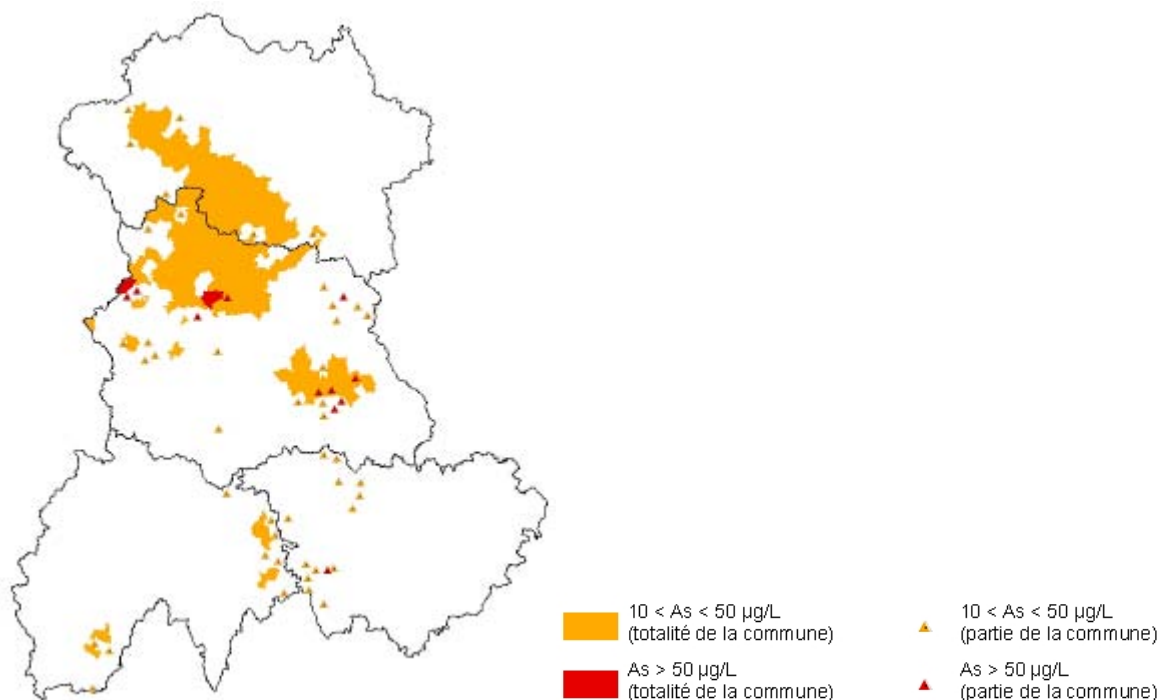 10 < As < 50 µg/L
(totalité de la commune)
10 < As < 50 µg/L
(partie de la commune)
As > 50 µg/L
(totalité de la commune)
As > 50 µg/L
(partie de la commune)